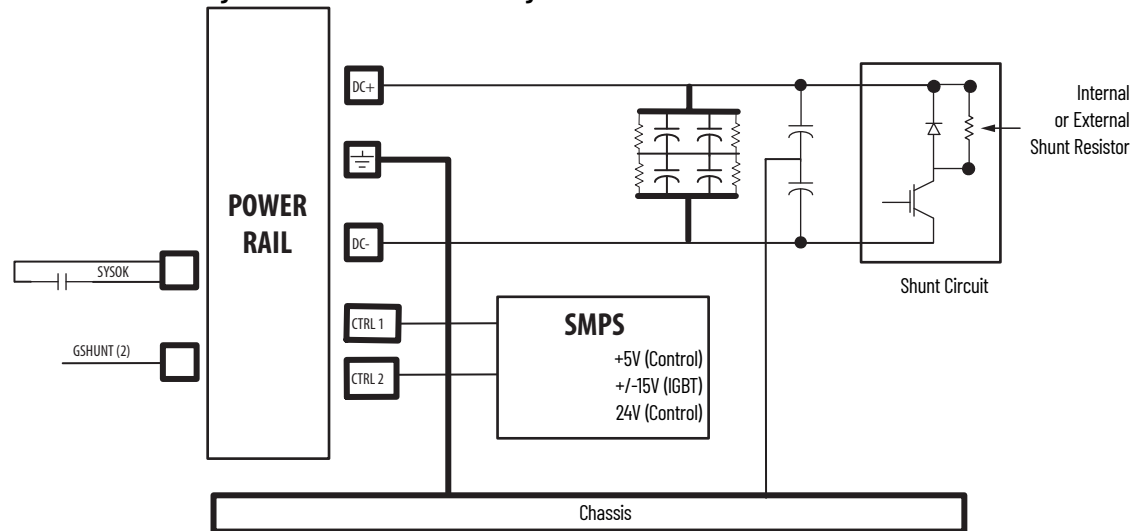 DC+
Internal
or External
Shunt Resistor
POWER
RAIL
DC-
SYSOK
Shunt Circuit
CTRL 1
SMPS
+5V (Control)
+/-15V (IGBT)
24V (Control)
GSHUNT (2)
CTRL 2
Chassis